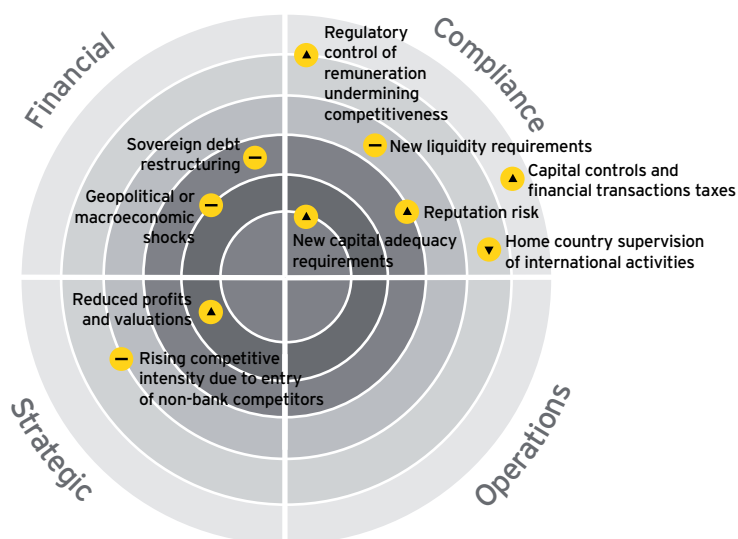 Financial
Compliance
Regulatory
control of
remuneration
undermining
competitiveness
Sovereign debt
restructuring
New liquidity requirements
Capital controls and
financial transactions taxes
Geopolitical or
macroeconomic
shocks
Reputation risk
New capital adequacy
requirements
Home country supervision
of international activities
Reduced profits
and valuations
Rising competitive
intensity due to entry
of non-bank competitors
Strategic
Operations